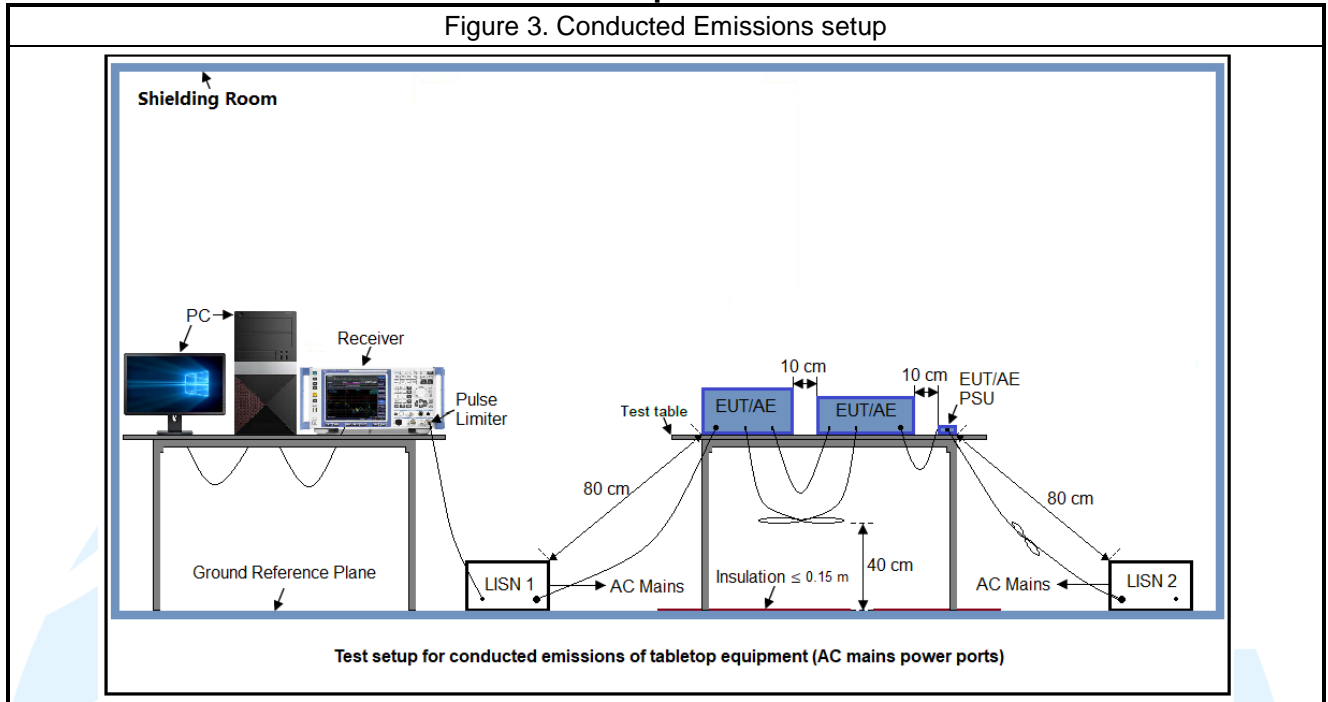 Figure 3. Conducted Emissions setup
Shielding Room
PC
Receiver
Pulse
Limiter
10 cm
10 cm
EUT/AE
PSU
EUT/AE
EUT/AE
Test table
80 cm
80 cm
40 cm
Ground Reference Plane
LISN 1
AC Mains
Insulation ≤ 0.15 m
AC Mains
LISN 2
Test setup for conducted emissions of tabletop equipment (AC mains power ports)